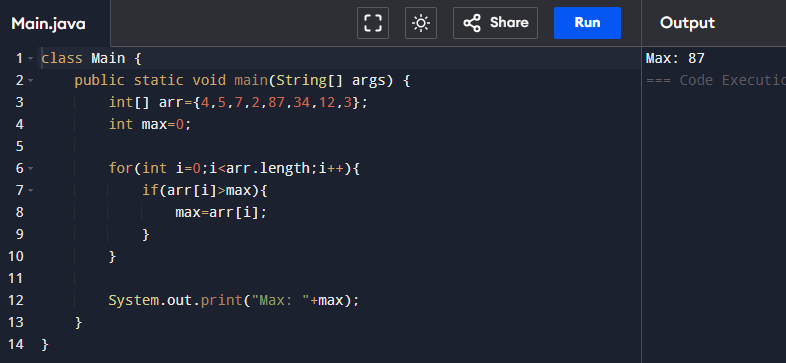 Main.java Share Run Output
1 class Main { Max: 87
2 public static void main(String[] args) { === Code Executio
3 int[] arr={4,5,7,2,87,34,12,3};
4 int max=0;
5
6 for(int i=0;i<arr.length;i++){
7 if(arr[i]>max){
8 max=arr[i];
9 }
10 }
11
12 System.out.print("Max: "+max);
13 }
14 }